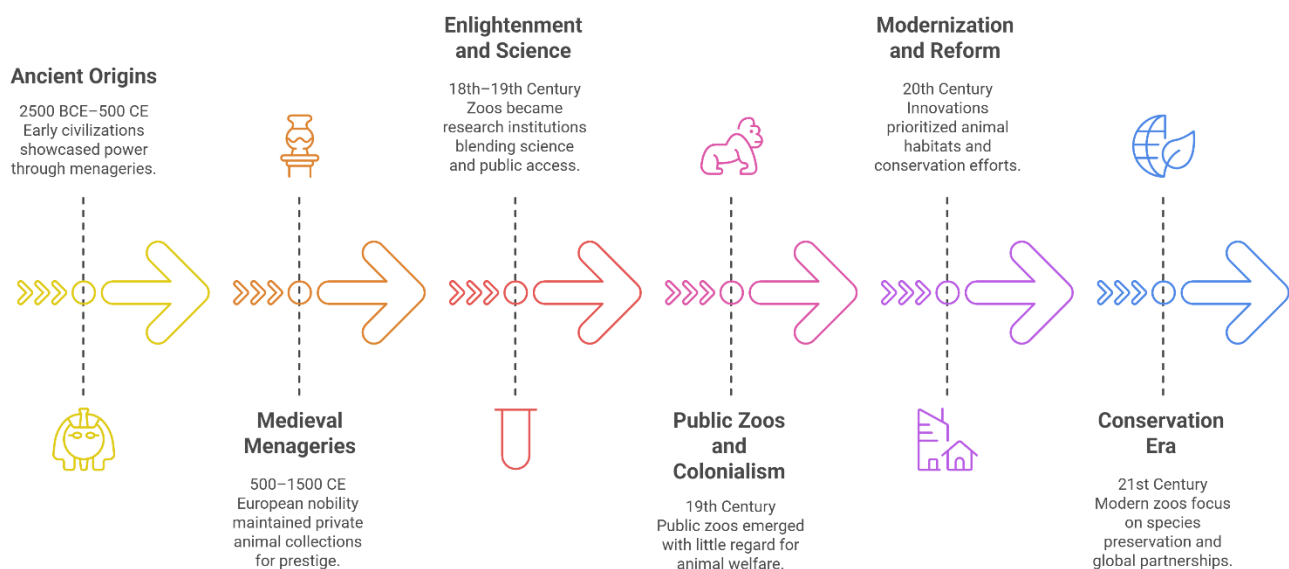 Ancient Origins
2500 BCE–500 CE
Early civilizations
showcased power
through menageries.
Medieval
Menageries
500–1500 CE
European nobility
maintained private
animal collections
for prestige.
Enlightenment
and Science
18th–19th Century
Zoos became
research institutions
blending science
and public access.
Public Zoos
and
Colonialism
19th Century
Public zoos emerged
with little regard for
animal welfare.
Modernization
and Reform
20th Century
Innovations
prioritized animal
habitats and
conservation efforts.
Conservation
Era
21st Century
Modern zoos focus
on species
preservation and
global partnerships.